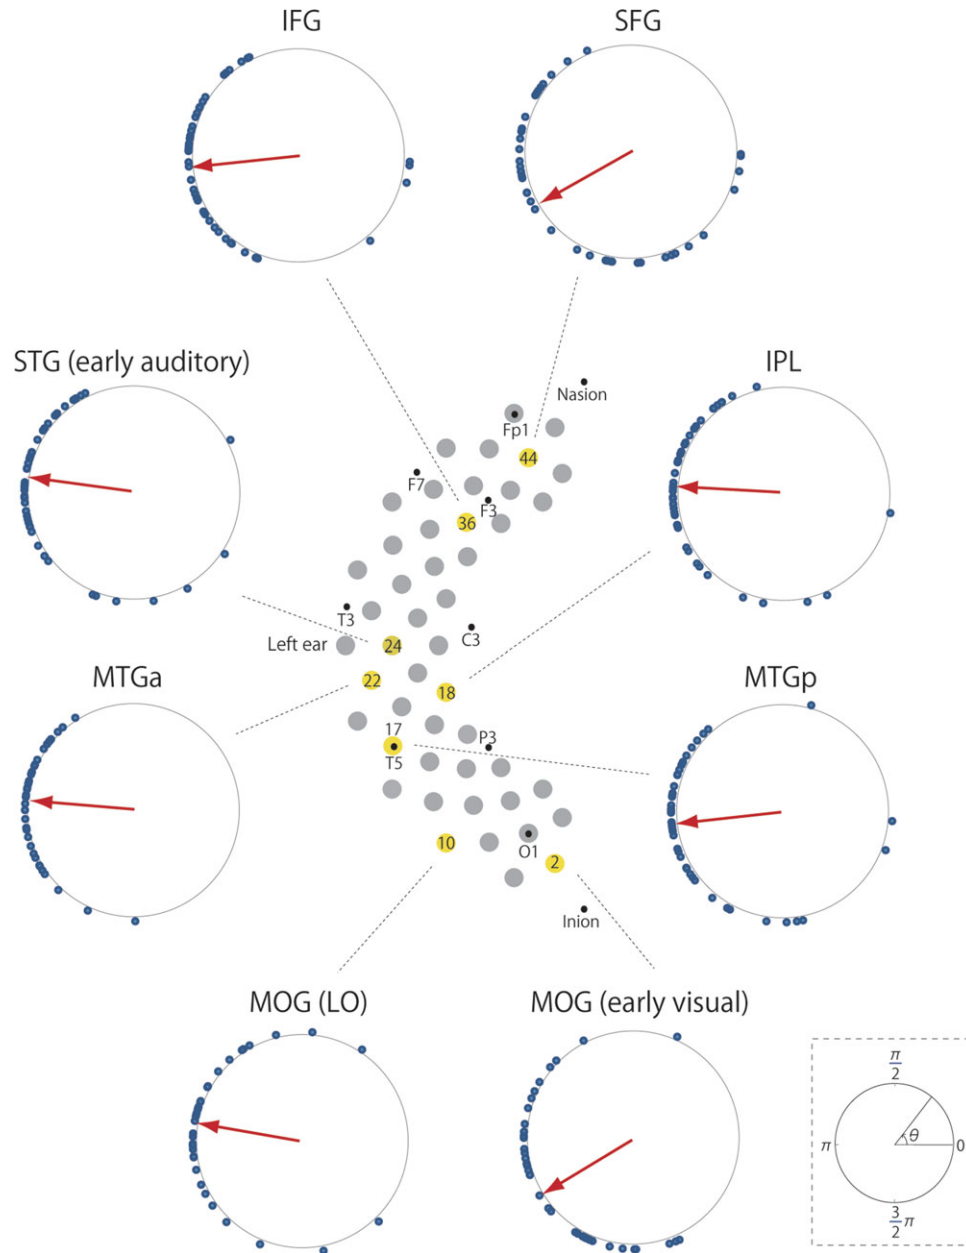 IFG
SFG
STG (early auditory)
IPL
Nasion
Fp1
44
F7
F3
36
T3
C3
Left ear
24
MTGa
22
18
MTGp
17
P3
T5
10
O1
2
Inion
MOG (LO)
MOG (early visual)
π
2
π
θ
0
3
2
π